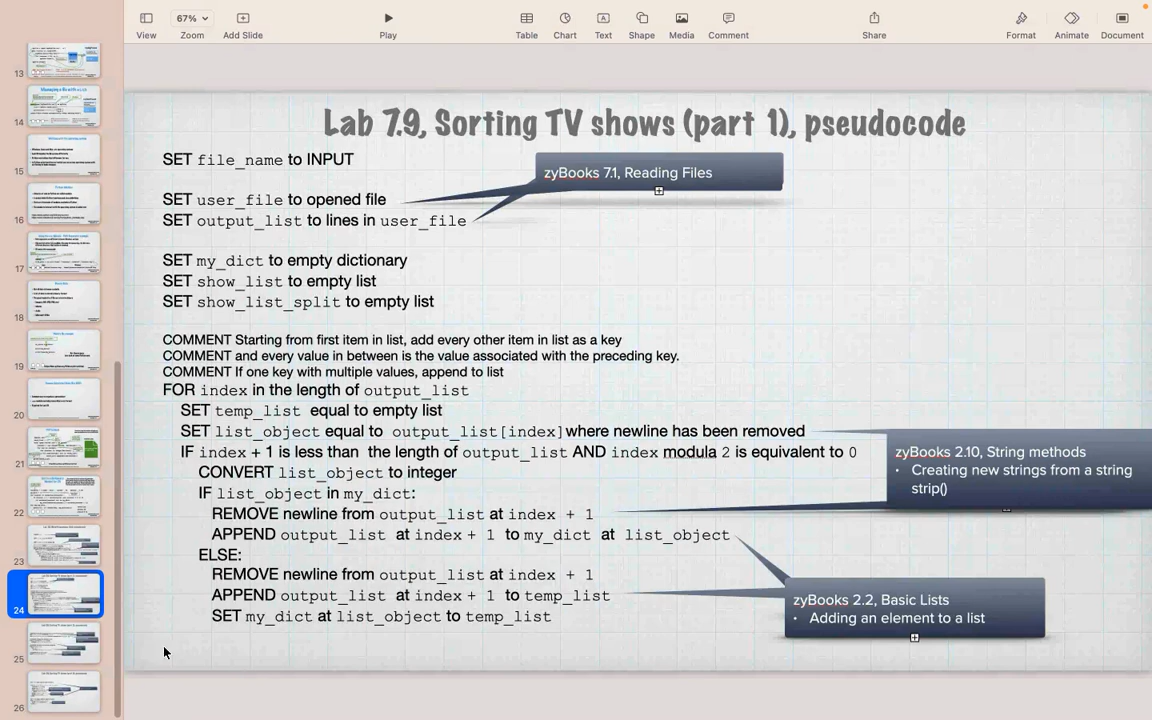 67%
View
Zoom
Add Slide
Play
Table
Chart
Text
Shape
Media
Comment
Share
Format
Animate
Document
13
14
15
16
17
18
19
20
21
22
23
24
25
26
Lab 7.9, Sorting TV shows (part 1), pseudocode
SET file_name to INPUT
zyBooks 7.1, Reading Files
SET user_file to opened file
SET output_list to lines in user_file
SET my_dict to empty dictionary
SET show_list to empty list
SET show_list_split to empty list
COMMENT Starting from first item in list, add every other item in list as a key
COMMENT and every value in between is the value associated with the preceding key.
COMMENT If one key with multiple values, append to list
FOR index in the length of output_list
SET temp_list equal to empty list
SET list_object equal to output_list[index]where newline has been removed
IF index + 1 is less than the length of output_list AND index modula 2 is equivalent to 0
CONVERT list_object to integer
IF list_object in my_dict:
REMOVE newline from output_list at index + 1
APPEND output_list at index + 1 to my_dict at list_object
ELSE:
REMOVE newline from output_list at index + 1
APPEND output_list at index + 1 to temp_list
SET my_dict at list_object to temp_list
zyBooks 2.10, String methods
• Creating new strings from a string
strip()
zyBooks 2.2, Basic Lists
• Adding an element to a list